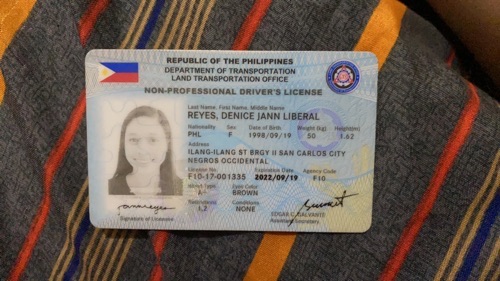 REPUBLIC OF THE PHILIPPINES
DEPARTMENT OF TRANSPORTATION
LAND TRANSPORTATION OFFICE
NON-PROFESSIONAL DRIVER'S LICENSE
Last Name. First Name. Middle Name
REYES, DENICE JANN LIBERAL
Nationality Sex Date of Birth Weight (kg) Height(m)
PHL F 1998/09/19 50 1.62
Address
ILANG-ILANG ST BRGY II SAN CARLOS CITY
NEGROS OCCIDENTAL
License No. Expiration Date Agency Code
F10-17-001335 2022/09/19 F10
Blood Type Eyes Color
BROWN
Restrictions Conditions
1,2 NONE
Signature of Licensee
EDGAR C. GALVANTE
Assistant Secretary